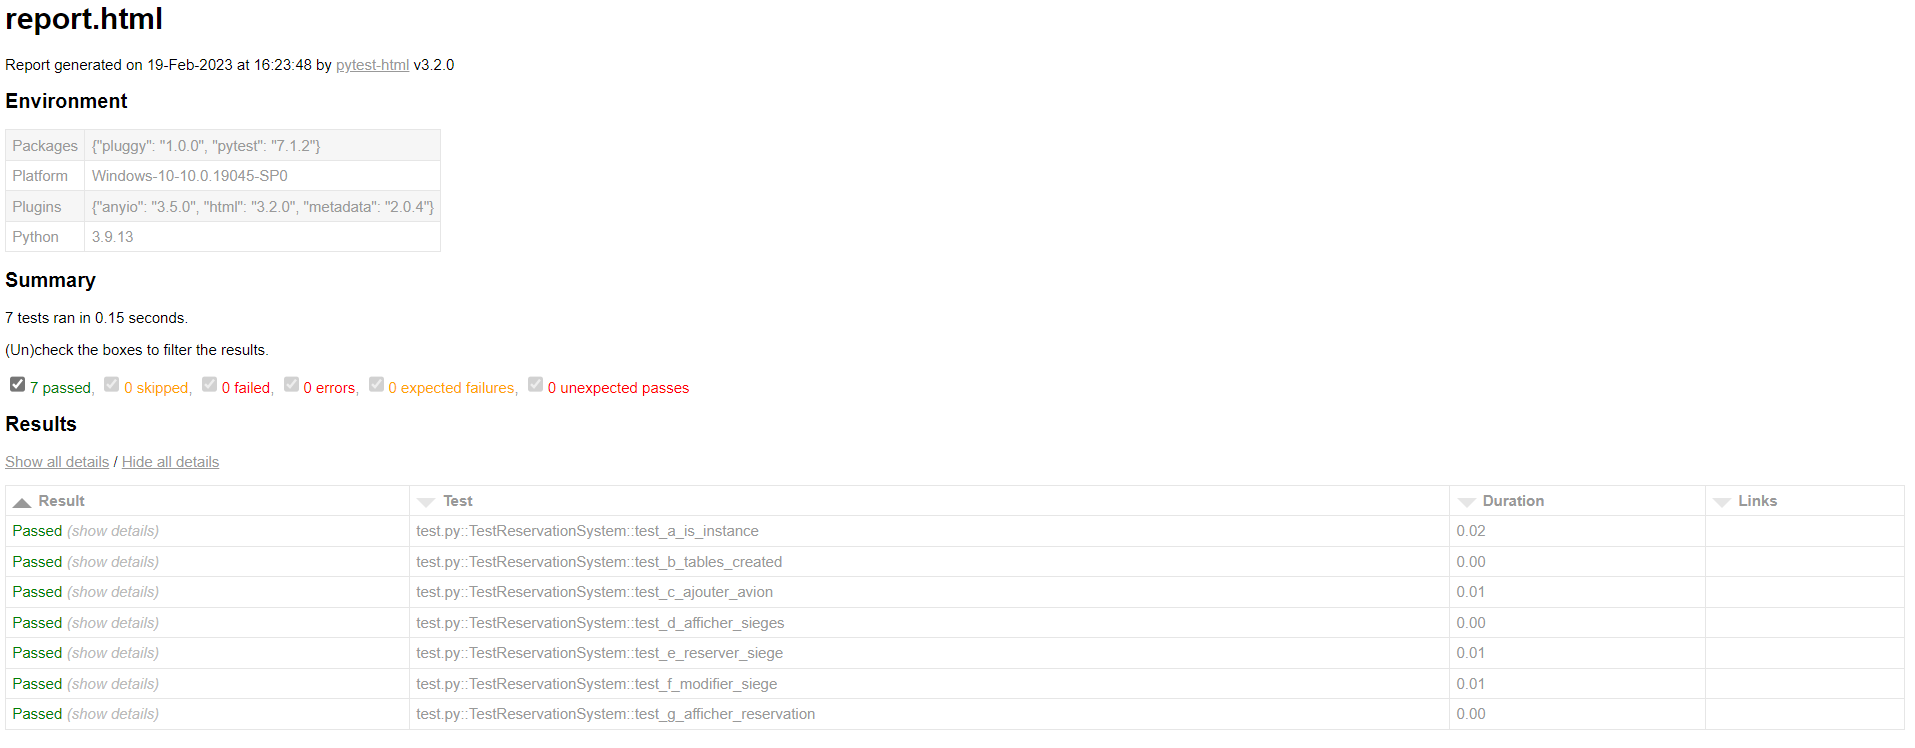 report.html
Report generated on 19-Feb-2023 at 16:23:48 by pytest-html v3.2.0
Environment
Packages {"pluggy": "1.0.0", "pytest": "7.1.2"}
Platform Windows-10-10.0.19045-SP0
Plugins {"anyio": "3.5.0", "html": "3.2.0", "metadata": "2.0.4"}
Python 3.9.13
Summary
7 tests ran in 0.15 seconds.
(Un)check the boxes to filter the results.
7 passed, 0 skipped, 0 failed, 0 errors, 0 expected failures, 0 unexpected passes
Results
Show all details / Hide all details
Result Test Duration Links
Passed (show details) test.py::TestReservationSystem::test_a_is_instance 0.02
Passed (show details) test.py::TestReservationSystem::test_b_tables_created 0.00
Passed (show details) test.py::TestReservationSystem::test_c_ajouter_avion 0.01
Passed (show details) test.py::TestReservationSystem::test_d_afficher_sieges 0.00
Passed (show details) test.py::TestReservationSystem::test_e_reserver_siege 0.01
Passed (show details) test.py::TestReservationSystem::test_f_modifier_siege 0.01
Passed (show details) test.py::TestReservationSystem::test_g_afficher_reservation 0.00